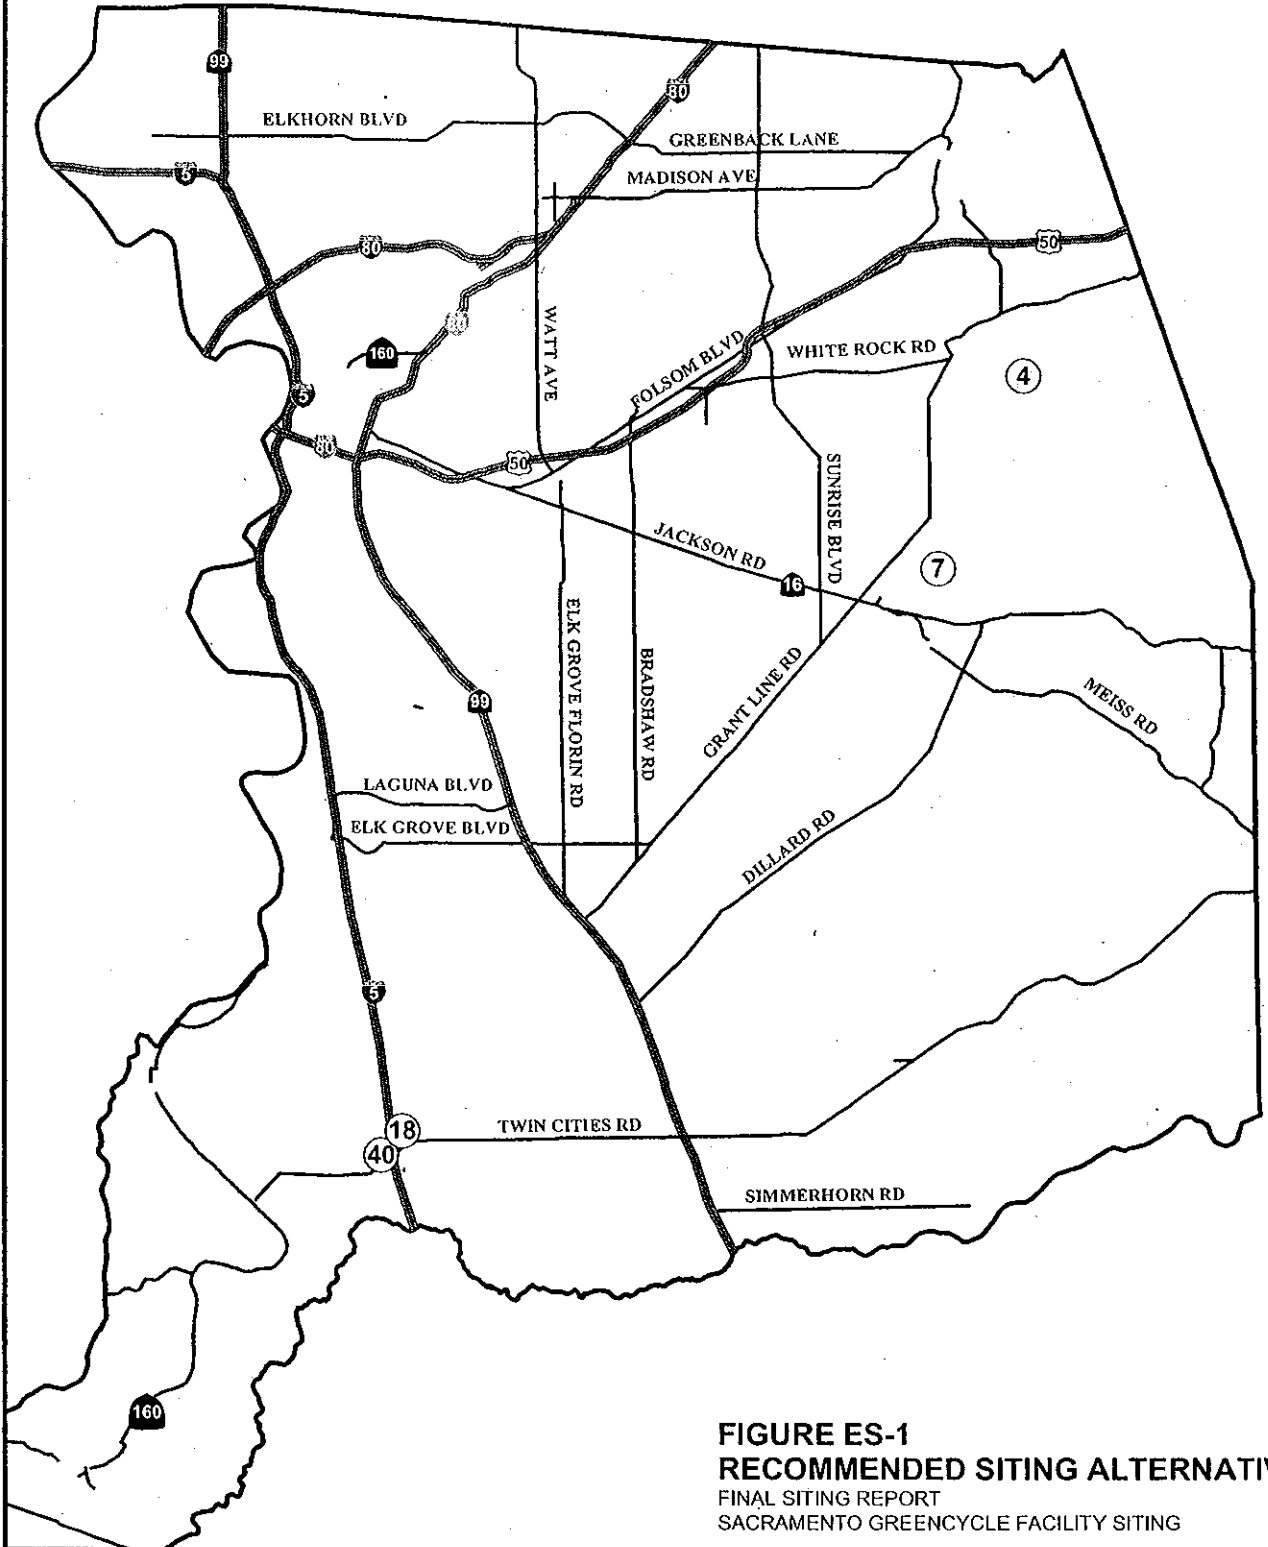 99
80
ELKHORN BLVD
GREENBACK LANE
5
MADISON AVE
80
50
80
WATT AVE
160
FOLSOM BLVD
WHITE ROCK RD
4
5
80
50
SUNRISE BLVD
JACKSON RD
16
7
ELK GROVE FLORIN RD
BRADSHAW RD
GRANT LINE RD
MEISS RD
99
LAGUNA BLVD
ELK GROVE BLVD
DILLARD RD
5
18
TWIN CITIES RD
40
SIMMERHORN RD
160
FIGURE ES-1
RECOMMENDED SITING ALTERNATI
FINAL SITING REPORT
SACRAMENTO GREENCYCLE FACILITY SITING